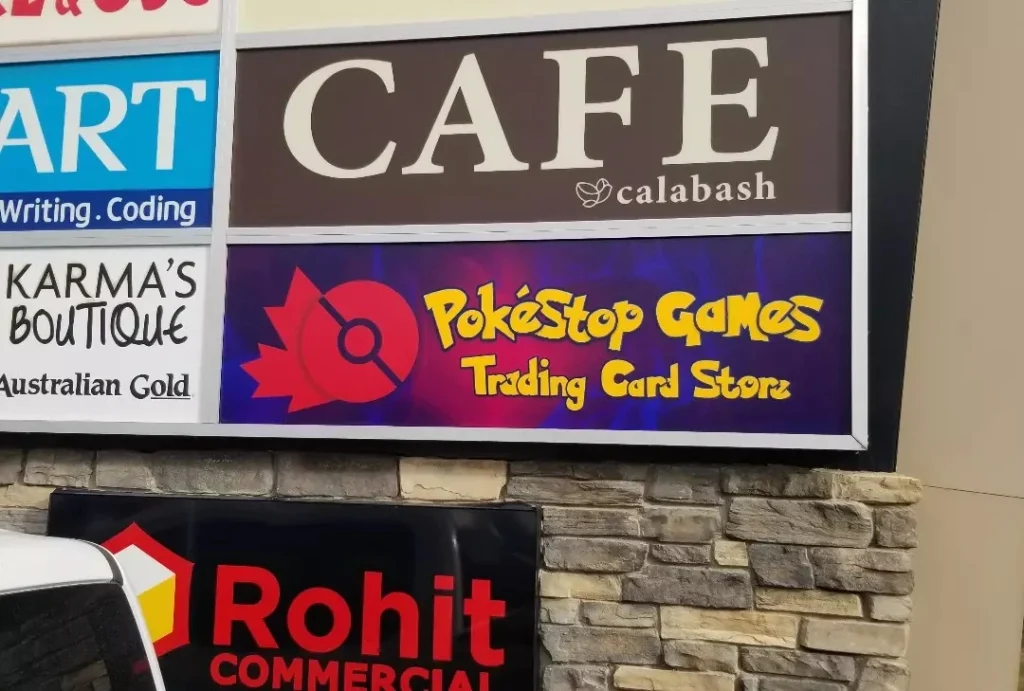 ART
Writing . Coding
CAFE
calabash
KARMA'S
BOUTIQUE
Australian Gold
PokéStop Games
Trading Card Store
Rohit
COMMERCIAL